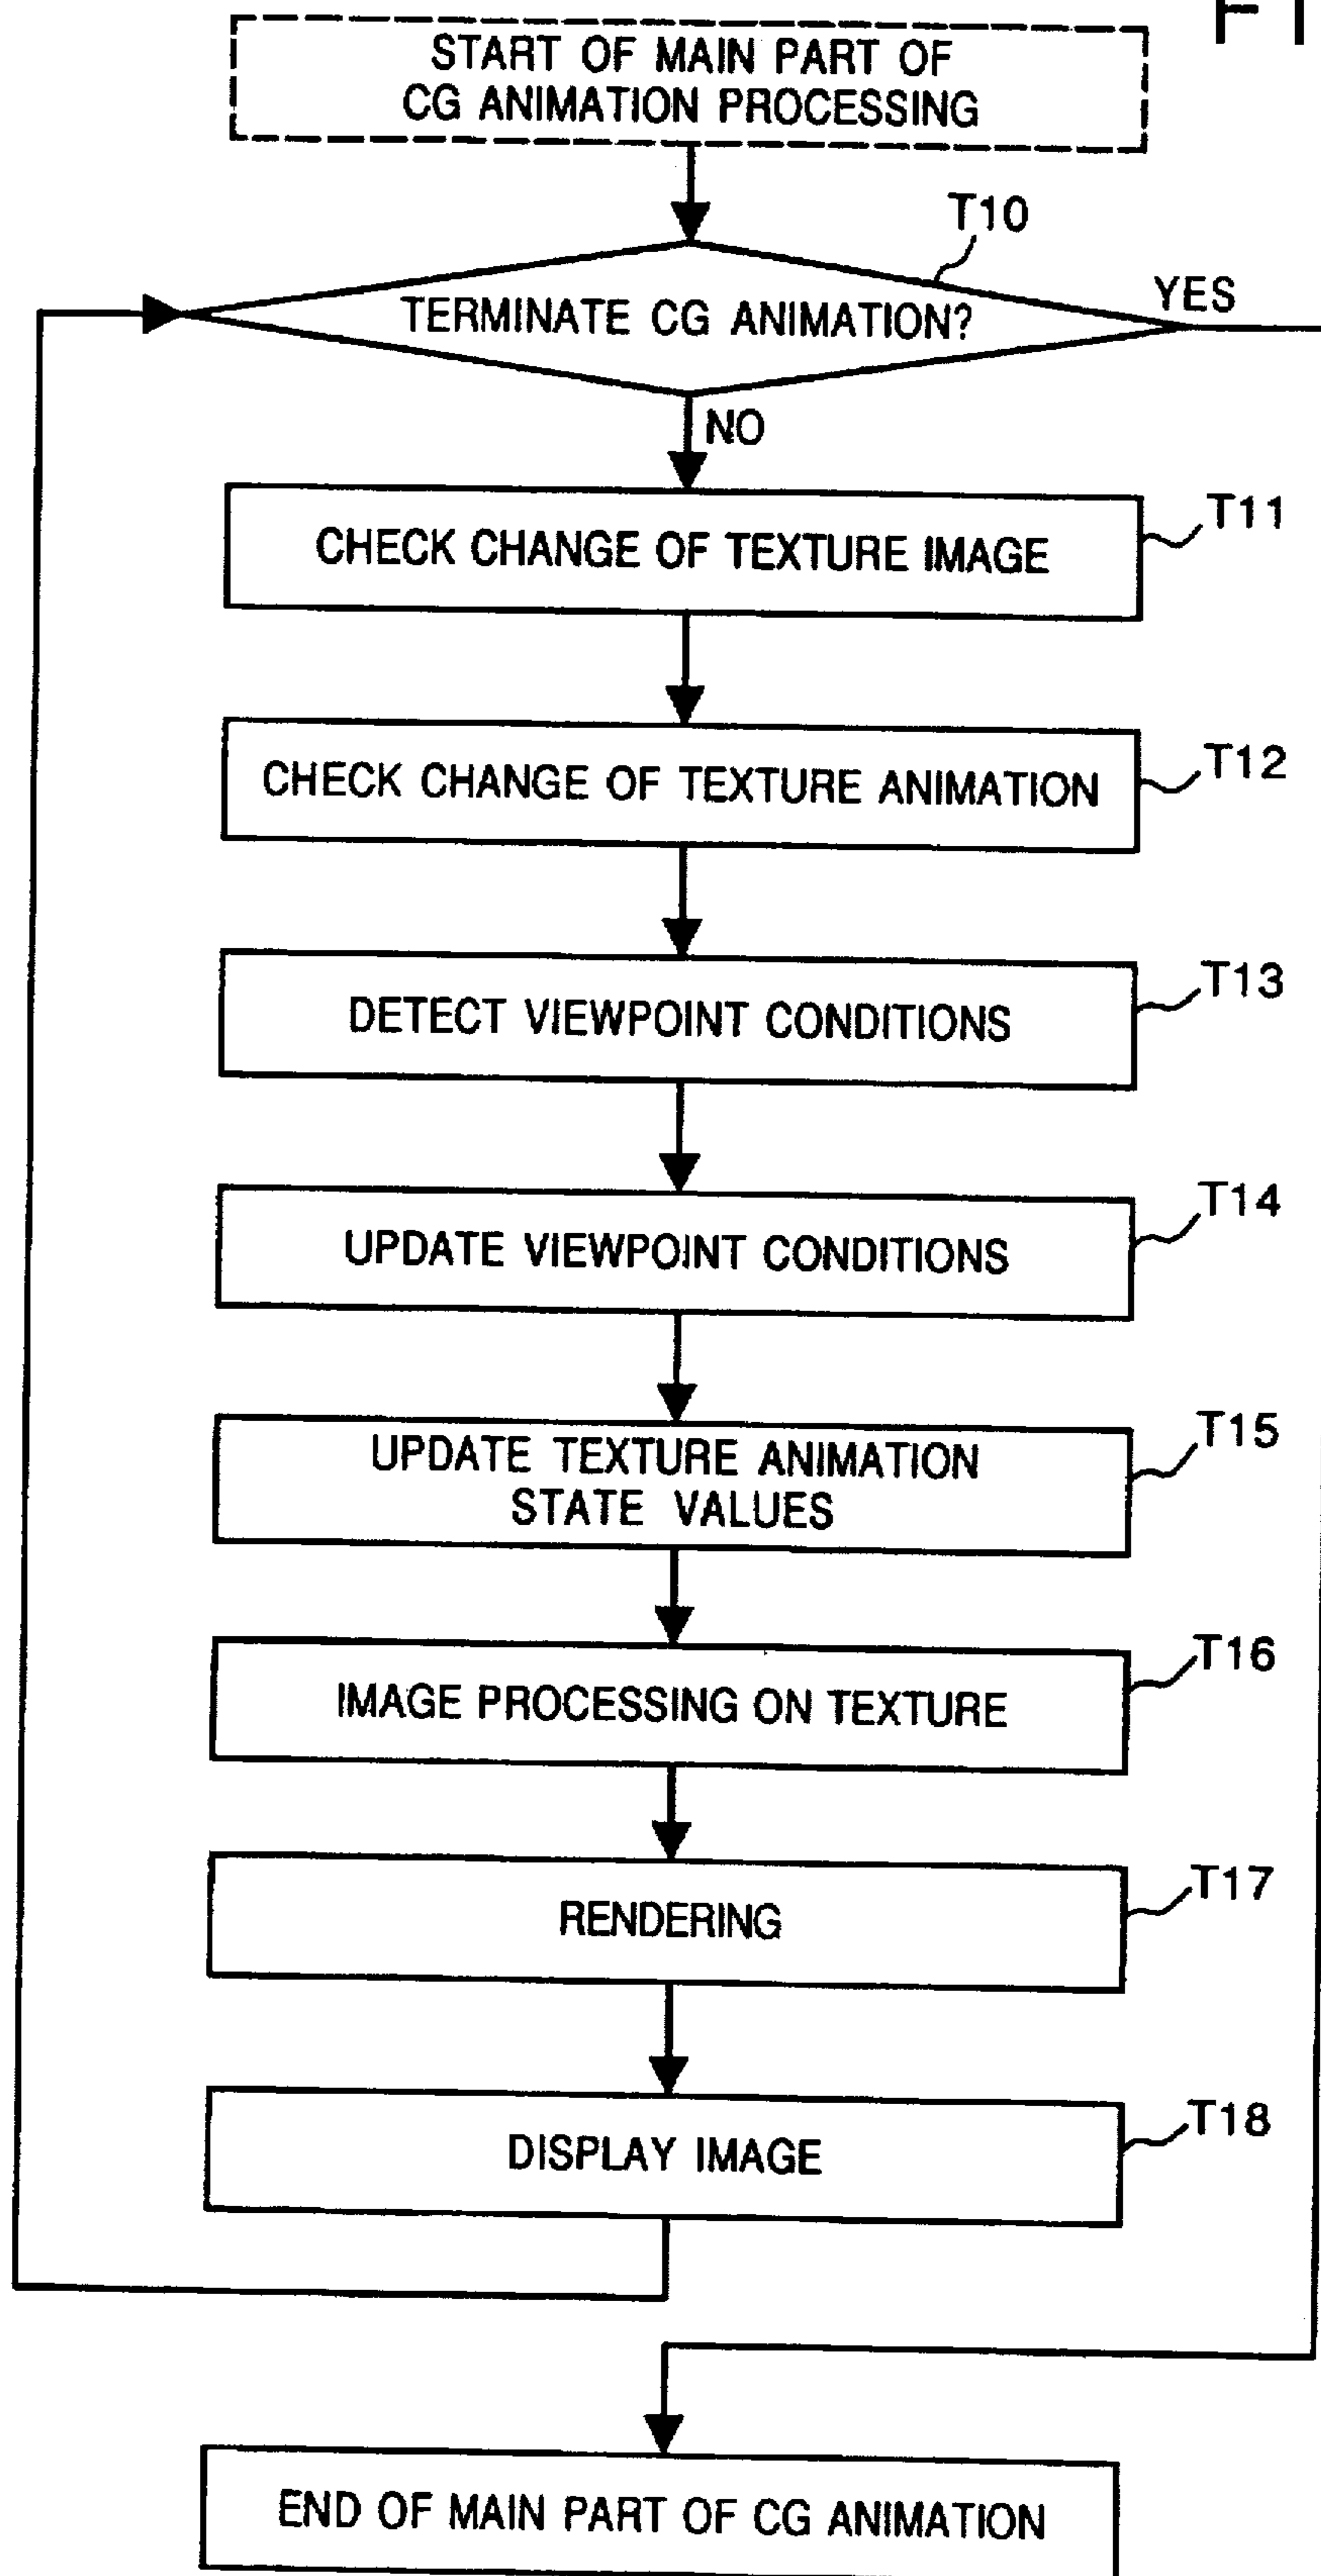 START OF MAIN PART OF
CG ANIMATION PROCESSING
T10
TERMINATE CG ANIMATION?
YES
NO
CHECK CHANGE OF TEXTURE IMAGE
T11
CHECK CHANGE OF TEXTURE ANIMATION
T12
DETECT VIEWPOINT CONDITIONS
T13
UPDATE VIEWPOINT CONDITIONS
T14
UPDATE TEXTURE ANIMATION
STATE VALUES
T15
IMAGE PROCESSING ON TEXTURE
T16
RENDERING
T17
DISPLAY IMAGE
T18
END OF MAIN PART OF CG ANIMATION